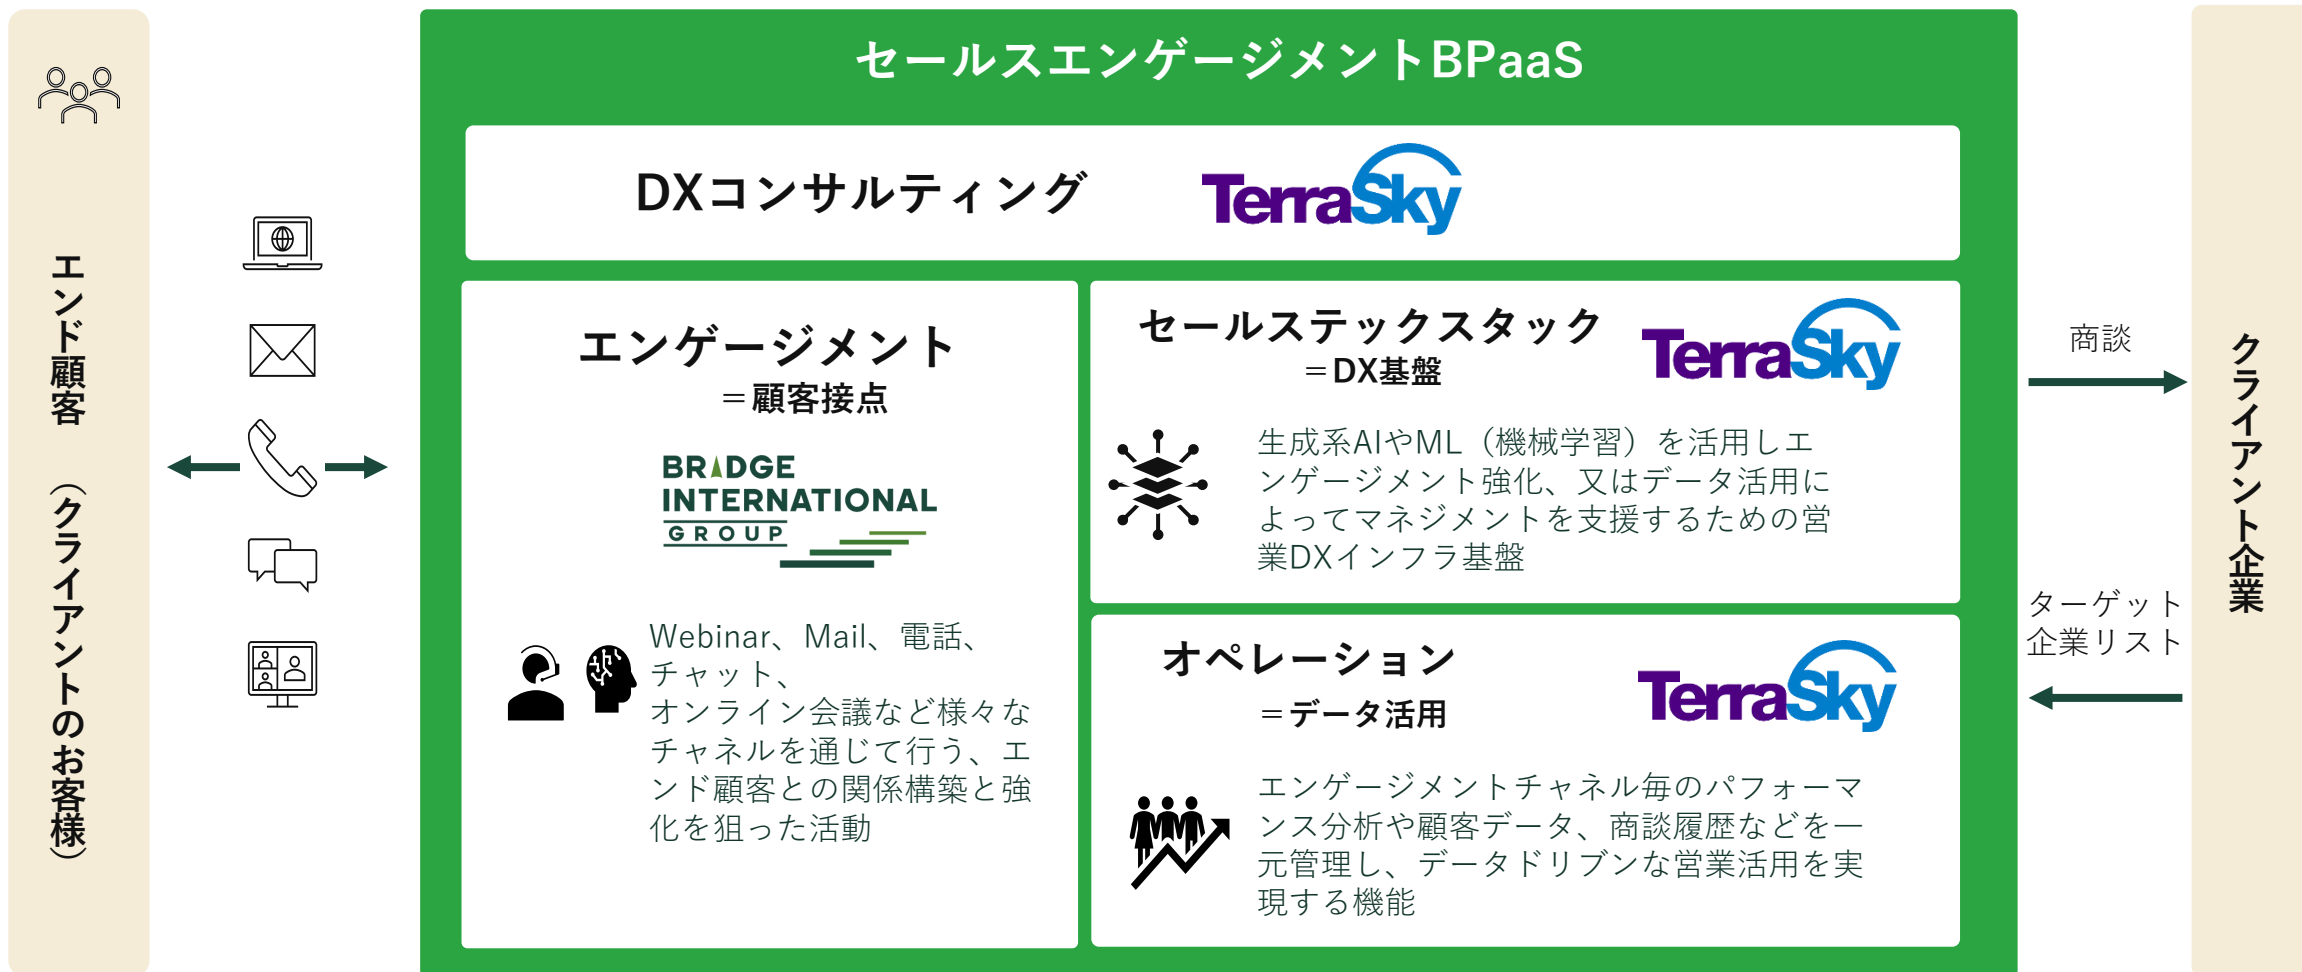 セールスエンゲージメントBPaaS
DXコンサルティング
TerraSky
エンド顧客（クライアントのお客様）
エンゲージメント
＝顧客接点
BRIDGE
INTERNATIONAL
GROUP
Webinar、Mail、電話、
チャット、
オンライン会議など様々な
チャネルを通じて行う、エ
ンド顧客との関係構築と強
化を狙った活動
セールステックスタック
＝DX基盤
TerraSky
生成系AIやML（機械学習）を活用しエ
ンゲージメント強化、又はデータ活用に
よってマネジメントを支援するための営
業DXインフラ基盤
オペレーション
＝データ活用
TerraSky
エンゲージメントチャネル毎のパフォーマ
ンス分析や顧客データ、商談履歴などを一
元管理し、データドリブンな営業活用を実
現する機能
商談
ターゲット
企業リスト
クライアント企業